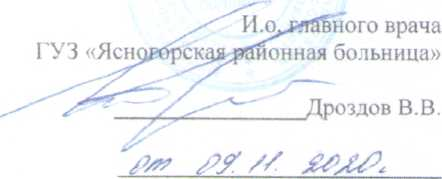 И.о. главного врача
ГУЗ «Ясногорская районная больница»
Дроздов В.В.
от 09.11.2020г